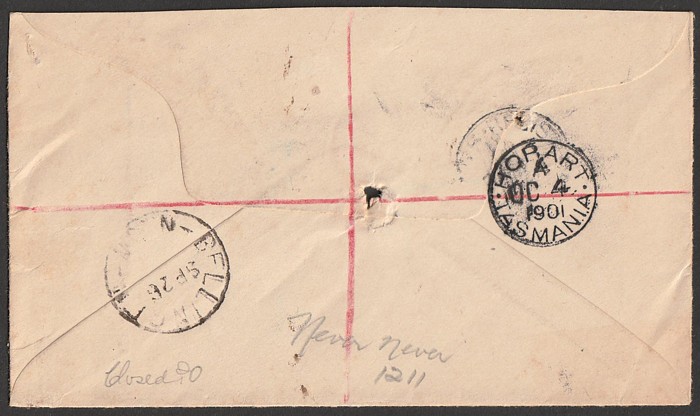 HOBART
4
OC 4
1901
TASMANIA
SP 26
Never never
1211
Closed PO